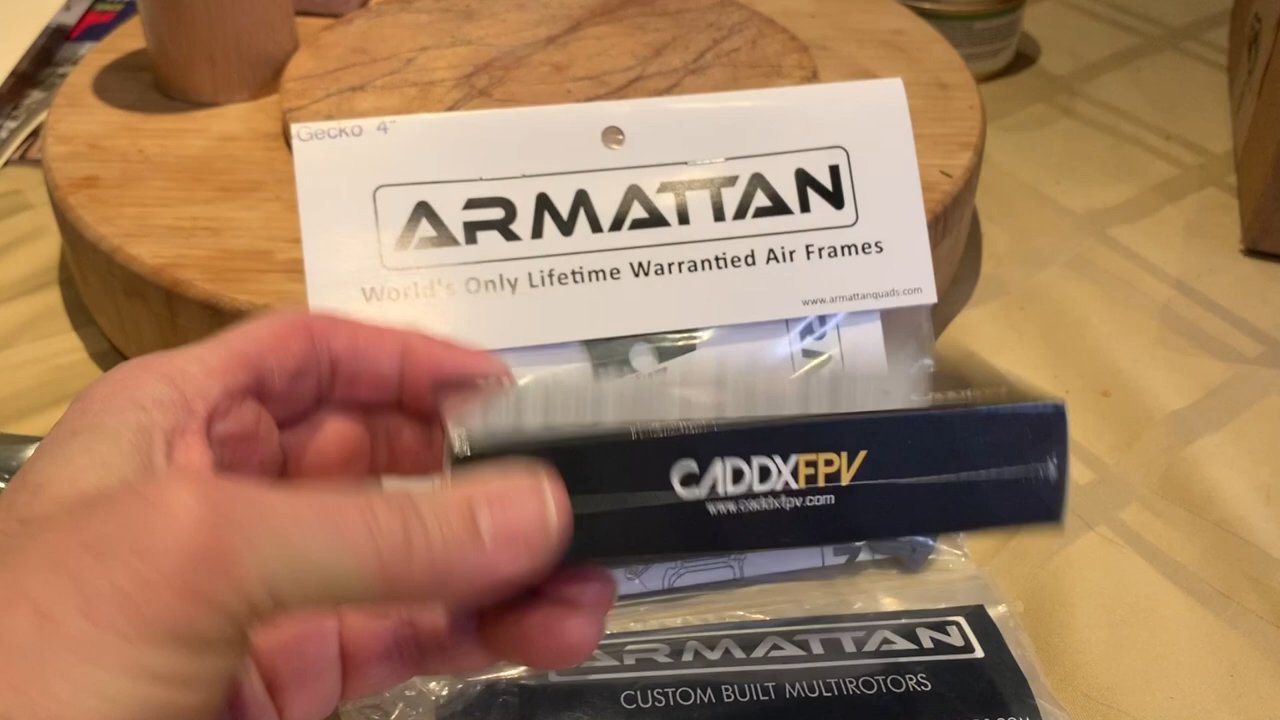 Gecko 4"
ARMATTAN
World's Only Lifetime Warrantied Air Frames
www.armattanquads.com
CADDXFPV
www.caddxfpv.com
ARMATTAN
CUSTOM BUILT MULTIROTORS